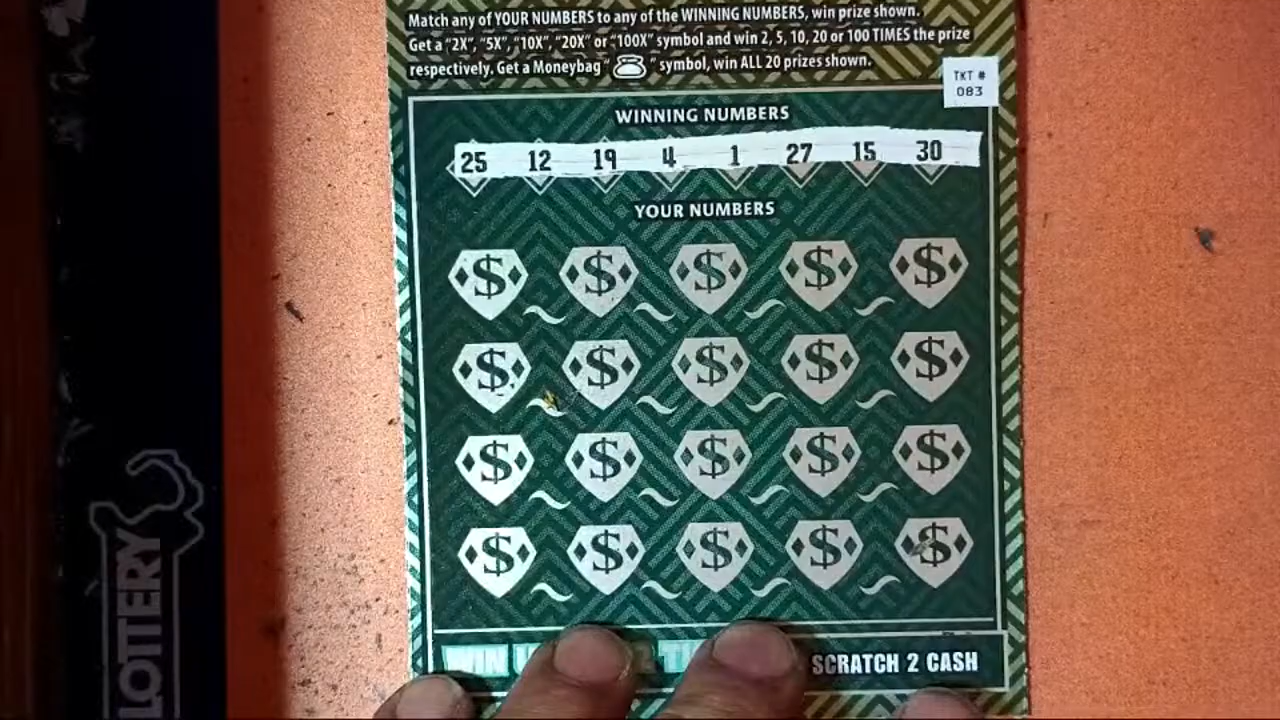 Match any of YOUR NUMBERS to any of the WINNING NUMBERS, win prize shown.
Get a "2X", "5X", "10X", "20X" or "100X" symbol and win 2, 5, 10, 20 or 100 TIMES the prize
respectively. Get a Moneybag " " symbol, win ALL 20 prizes shown.
TKT #
083
WINNING NUMBERS
25 12 19 4 1 27 15 30
YOUR NUMBERS
$ $ $ $ $
$ $ $ $ $
$ $ $ $ $
$ $ $ $ $
WIN
SCRATCH 2 CASH
LOTTERY